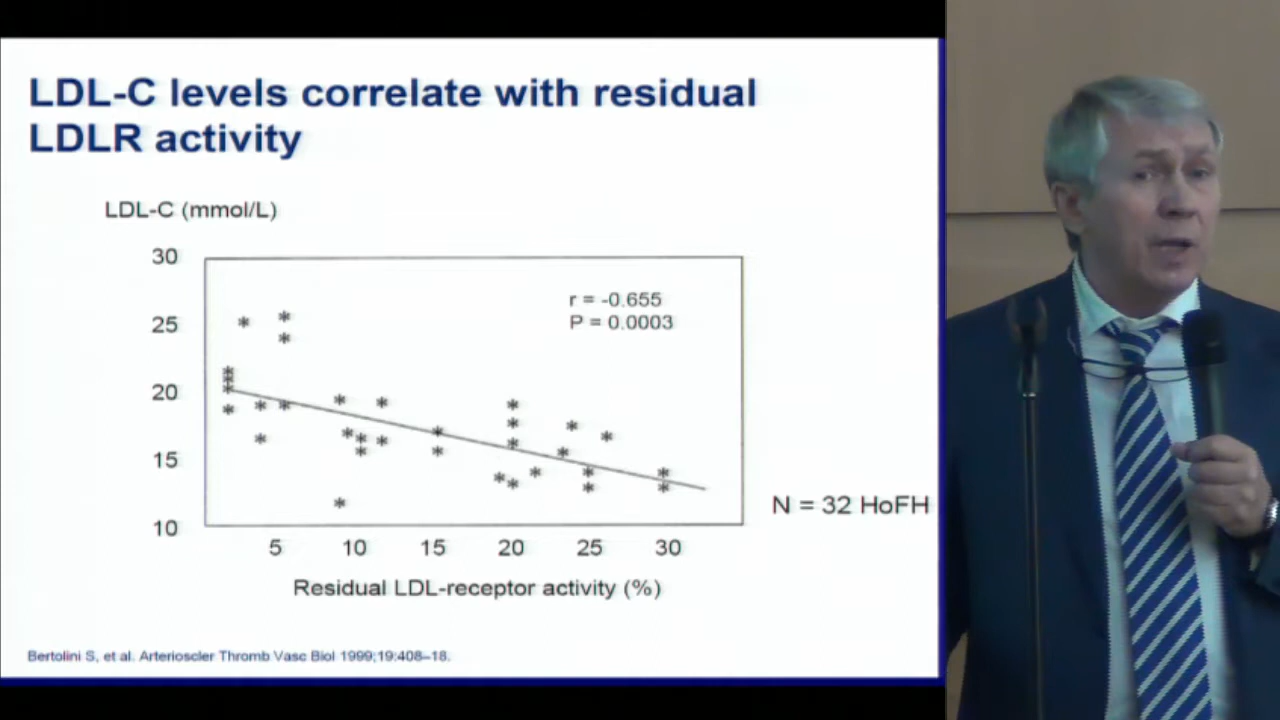 LDL-C levels correlate with residual
LDLR activity
LDL-C (mmol/L)
30
25
20
15
10
r = -0.655
P = 0.0003
N = 32 HoFH
5 10 15 20 25 30
Residual LDL-receptor activity (%)
Bertolini S, et al. Arterioscler Thromb Vasc Biol 1999;19:408–18.